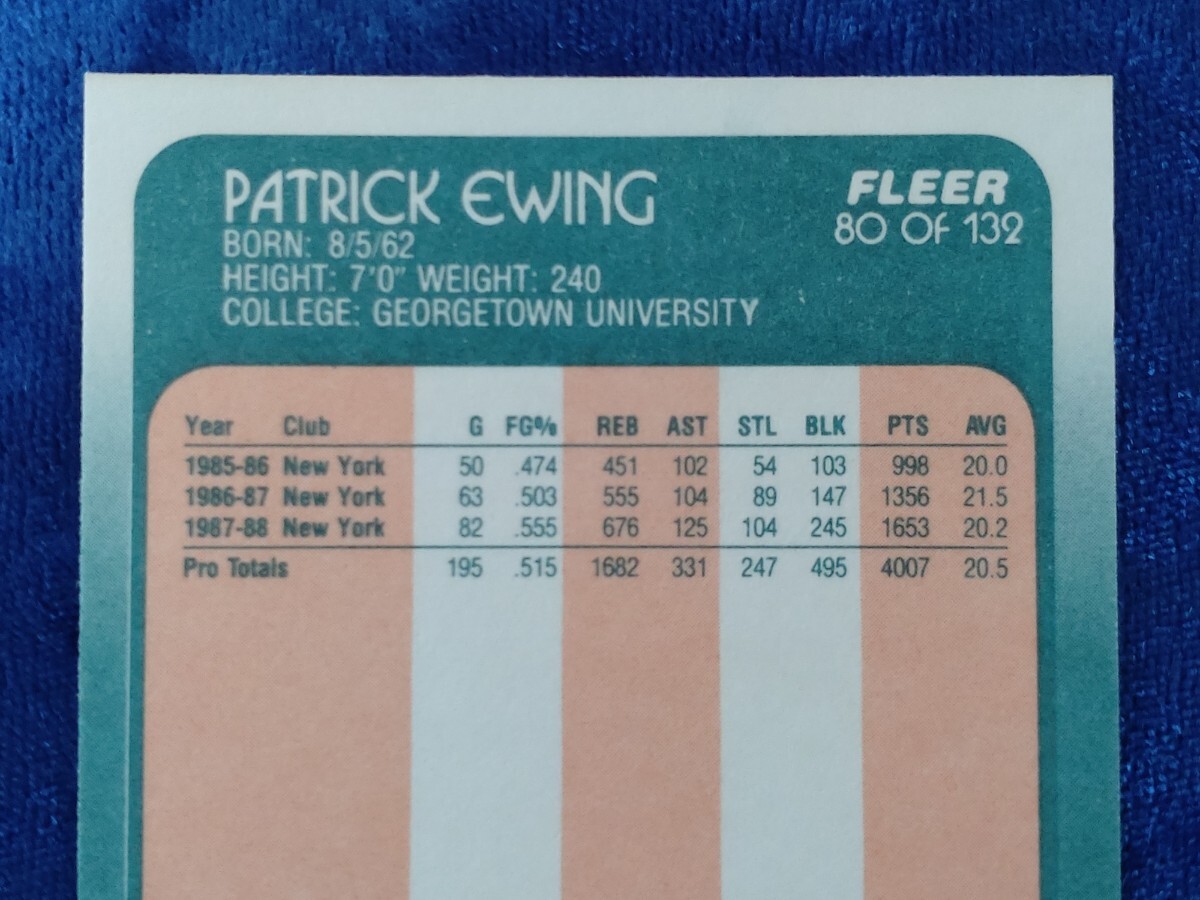 PATRICK EWING
FLEER
80 OF 132
BORN: 8/5/62
HEIGHT: 7'0" WEIGHT: 240
COLLEGE: GEORGETOWN UNIVERSITY
Year Club G FG% REB AST STL BLK PTS AVG
1985-86 New York 50 .474 451 102 54 103 998 20.0
1986-87 New York 63 .503 555 104 89 147 1356 21.5
1987-88 New York 82 .555 676 125 104 245 1653 20.2
Pro Totals 195 .515 1682 331 247 495 4007 20.5